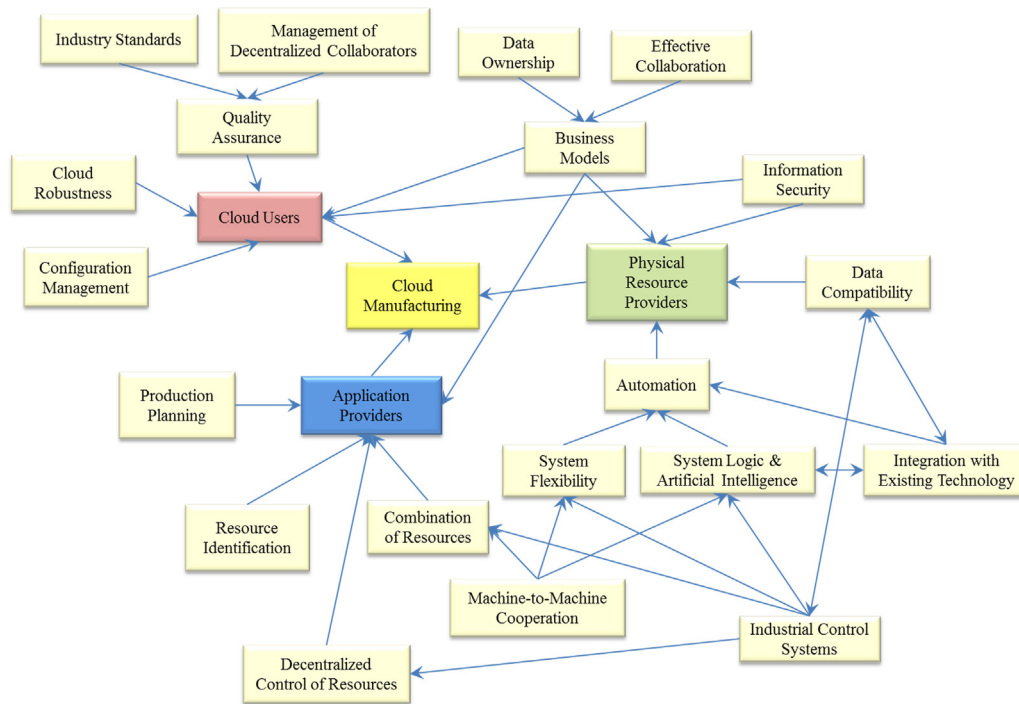 Industry Standards
Management of
Decentralized Collaborators
Data
Ownership
Effective
Collaboration
Quality
Assurance
Business
Models
Cloud
Robustness
Information
Security
Cloud Users
Configuration
Management
Cloud
Manufacturing
Physical
Resource
Providers
Data
Compatibility
Production
Planning
Application
Providers
Automation
System
Flexibility
System Logic &
Artificial Intelligence
Integration with
Existing Technology
Resource
Identification
Combination
of Resources
Machine-to-Machine
Cooperation
Industrial Control
Systems
Decentralized
Control of Resources